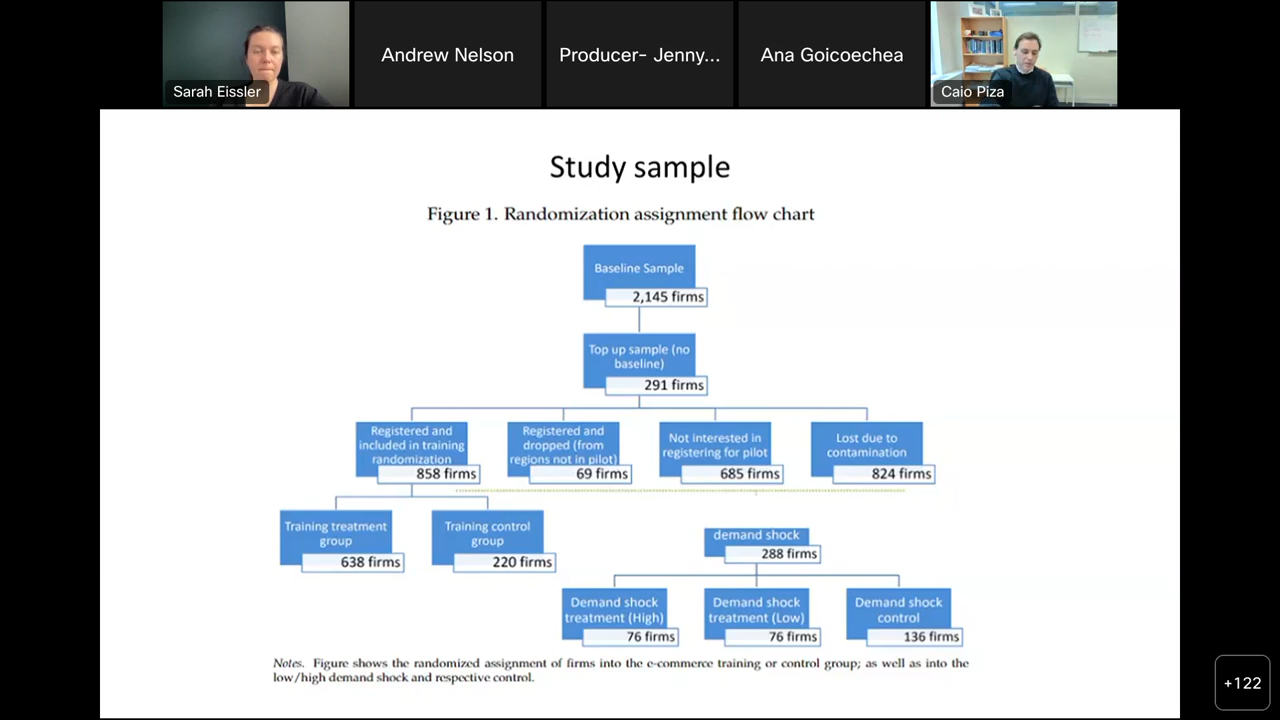 Sarah Eissler
Andrew Nelson
Producer- Jenny...
Ana Goicoechea
Caio Piza
Study sample
Figure 1. Randomization assignment flow chart
Baseline Sample
2,145 firms
Top up sample (no
baseline)
291 firms
Registered and
included in training
randomization
858 firms
Registered and
dropped (from
regions not in pilot)
69 firms
Not interested in
registering for pilot
685 firms
Lost due to
contamination
824 firms
Training treatment
group
638 firms
Training control
group
220 firms
demand shock
288 firms
Demand shock
treatment (High)
76 firms
Demand shock
treatment (Low)
76 firms
Demand shock
control
136 firms
Notes. Figure shows the randomized assignment of firms into the e-commerce training or control group; as well as into the
low/high demand shock and respective control.
+122